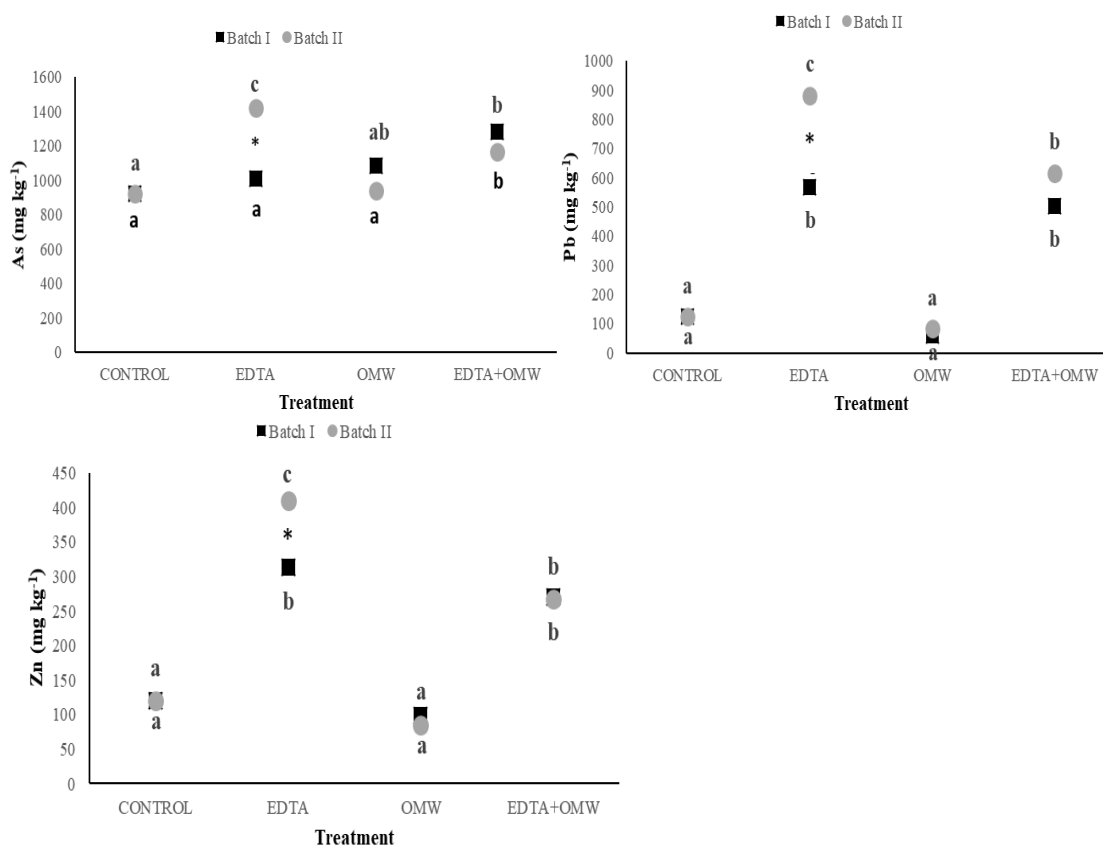 Batch I Batch II
As (mg kg⁻¹)
1600
1400
1200
1000
800
600
400
200
0
a
a
c
*
a
ab
a
b
b
CONTROL EDTA OMW EDTA+OMW
Treatment
Batch I Batch II
Pb (mg kg⁻¹)
1000
900
800
700
600
500
400
300
200
100
0
a
a
c
*
b
a
a
b
b
CONTROL EDTA OMW EDTA+OMW
Treatment
Batch I Batch II
Zn (mg kg⁻¹)
450
400
350
300
250
200
150
100
50
0
a
a
c
*
b
a
a
b
b
CONTROL EDTA OMW EDTA+OMW
Treatment